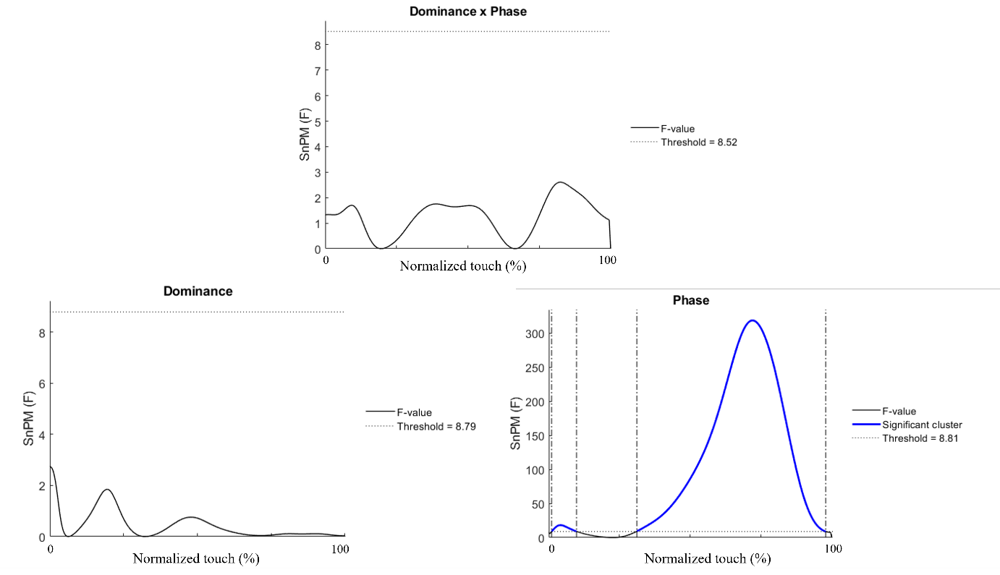 Dominance x Phase
SnPM (F)
8
7
6
5
4
3
2
1
0
0
100
Normalized touch (%)
F-value
Threshold = 8.52
Dominance
SnPM (F)
8
6
4
2
0
0
100
Normalized touch (%)
F-value
Threshold = 8.79
Phase
SnPM (F)
300
250
200
150
100
50
0
0
100
Normalized touch (%)
F-value
Significant cluster
Threshold = 8.81